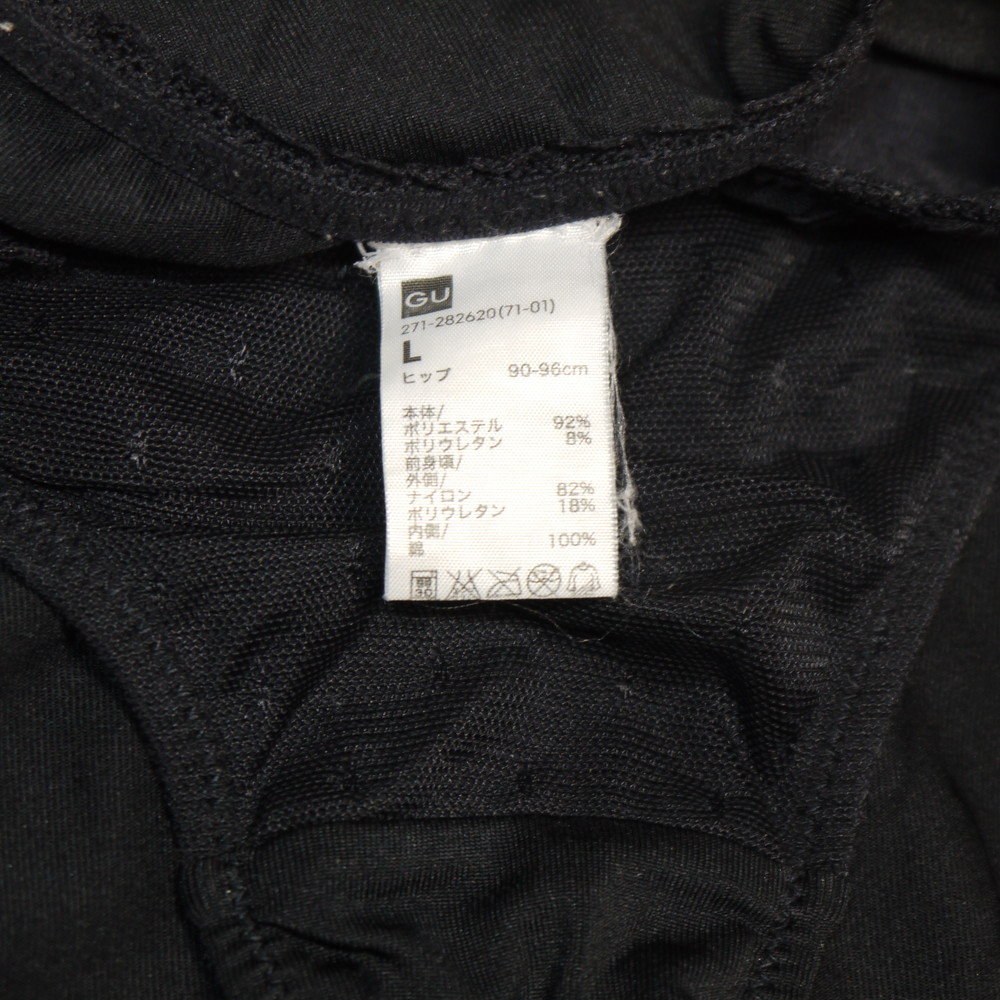 GU
271-282620(71-01)
L
ヒップ 90-96cm
本体/
ポリエステル 92%
ポリウレタン 8%
前身頃/
外側/
ナイロン 82%
ポリウレタン 18%
内側/
綿 100%